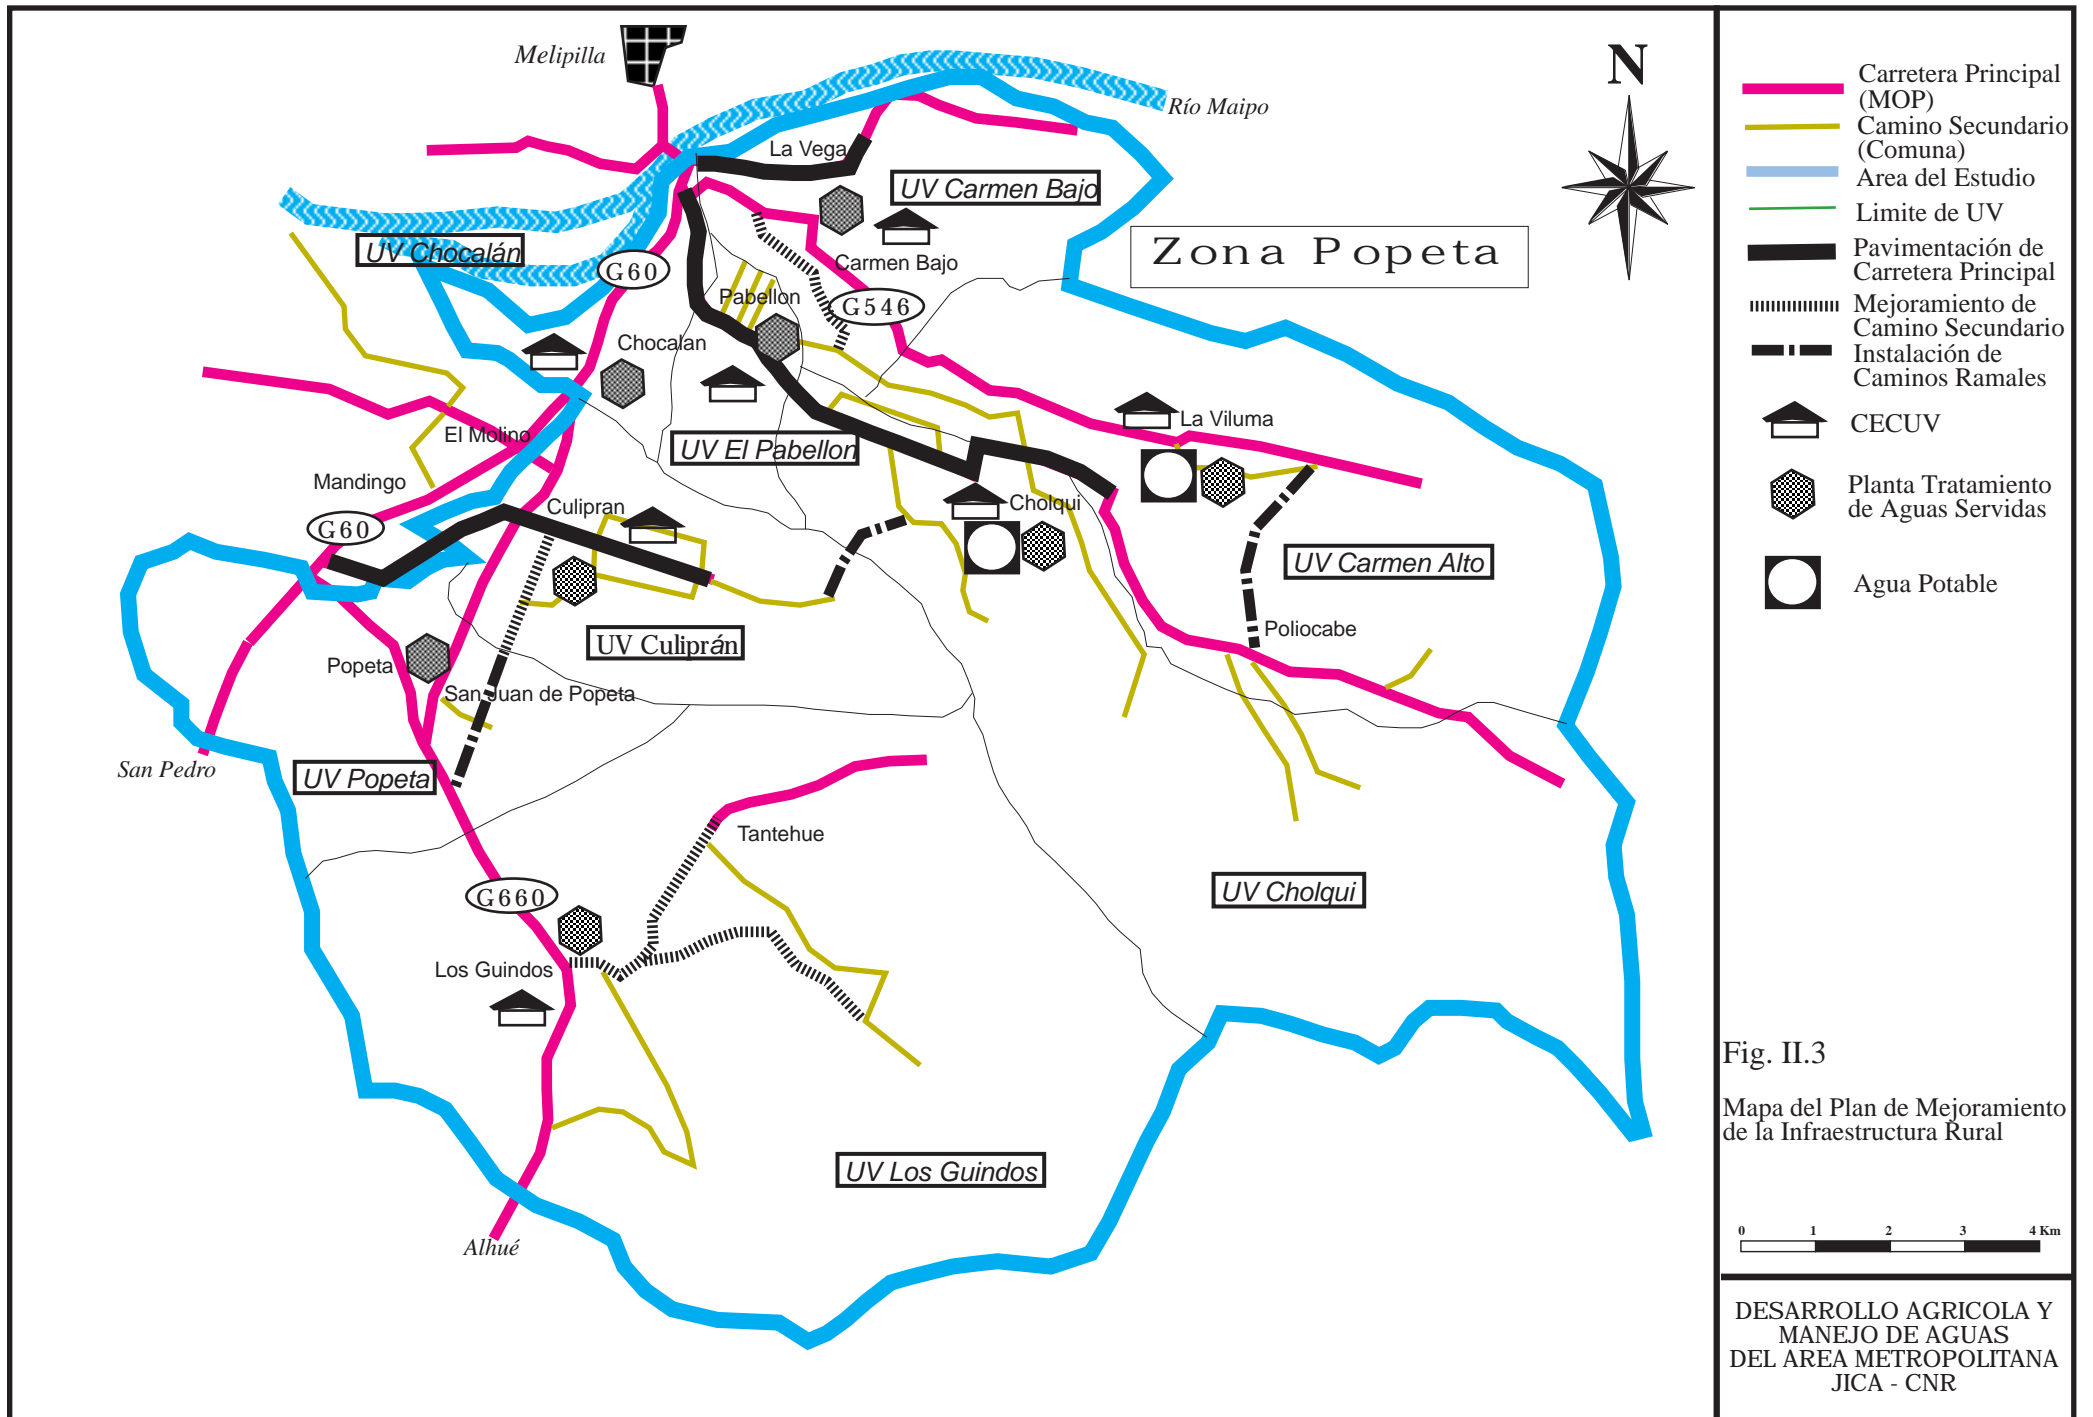 Melipilla
Río Maipo
N
La Vega
UV Carmen Bajo
Zona Popeta
UV Chocalán
G60
Carmen Bajo
Pabellon
G546
Chocalan
La Viluma
El Molino
UV El Pabellon
Mandingo
Culipran
Cholqui
G60
UV Carmen Alto
UV Culiprán
Poliocabe
Popeta
San Juan de Popeta
San Pedro
UV Popeta
Tantehue
G660
UV Cholqui
Los Guindos
UV Los Guindos
Alhué
Carretera Principal
(MOP)
Camino Secundario
(Comuna)
Area del Estudio
Limite de UV
Pavimentación de
Carretera Principal
Mejoramiento de
Camino Secundario
Instalación de
Caminos Ramales
CECUV
Planta Tratamiento
de Aguas Servidas
Agua Potable
Fig. II.3
Mapa del Plan de Mejoramiento
de la Infraestructura Rural
0 1 2 3 4 Km
DESARROLLO AGRICOLA Y
MANEJO DE AGUAS
DEL AREA METROPOLITANA
JICA - CNR